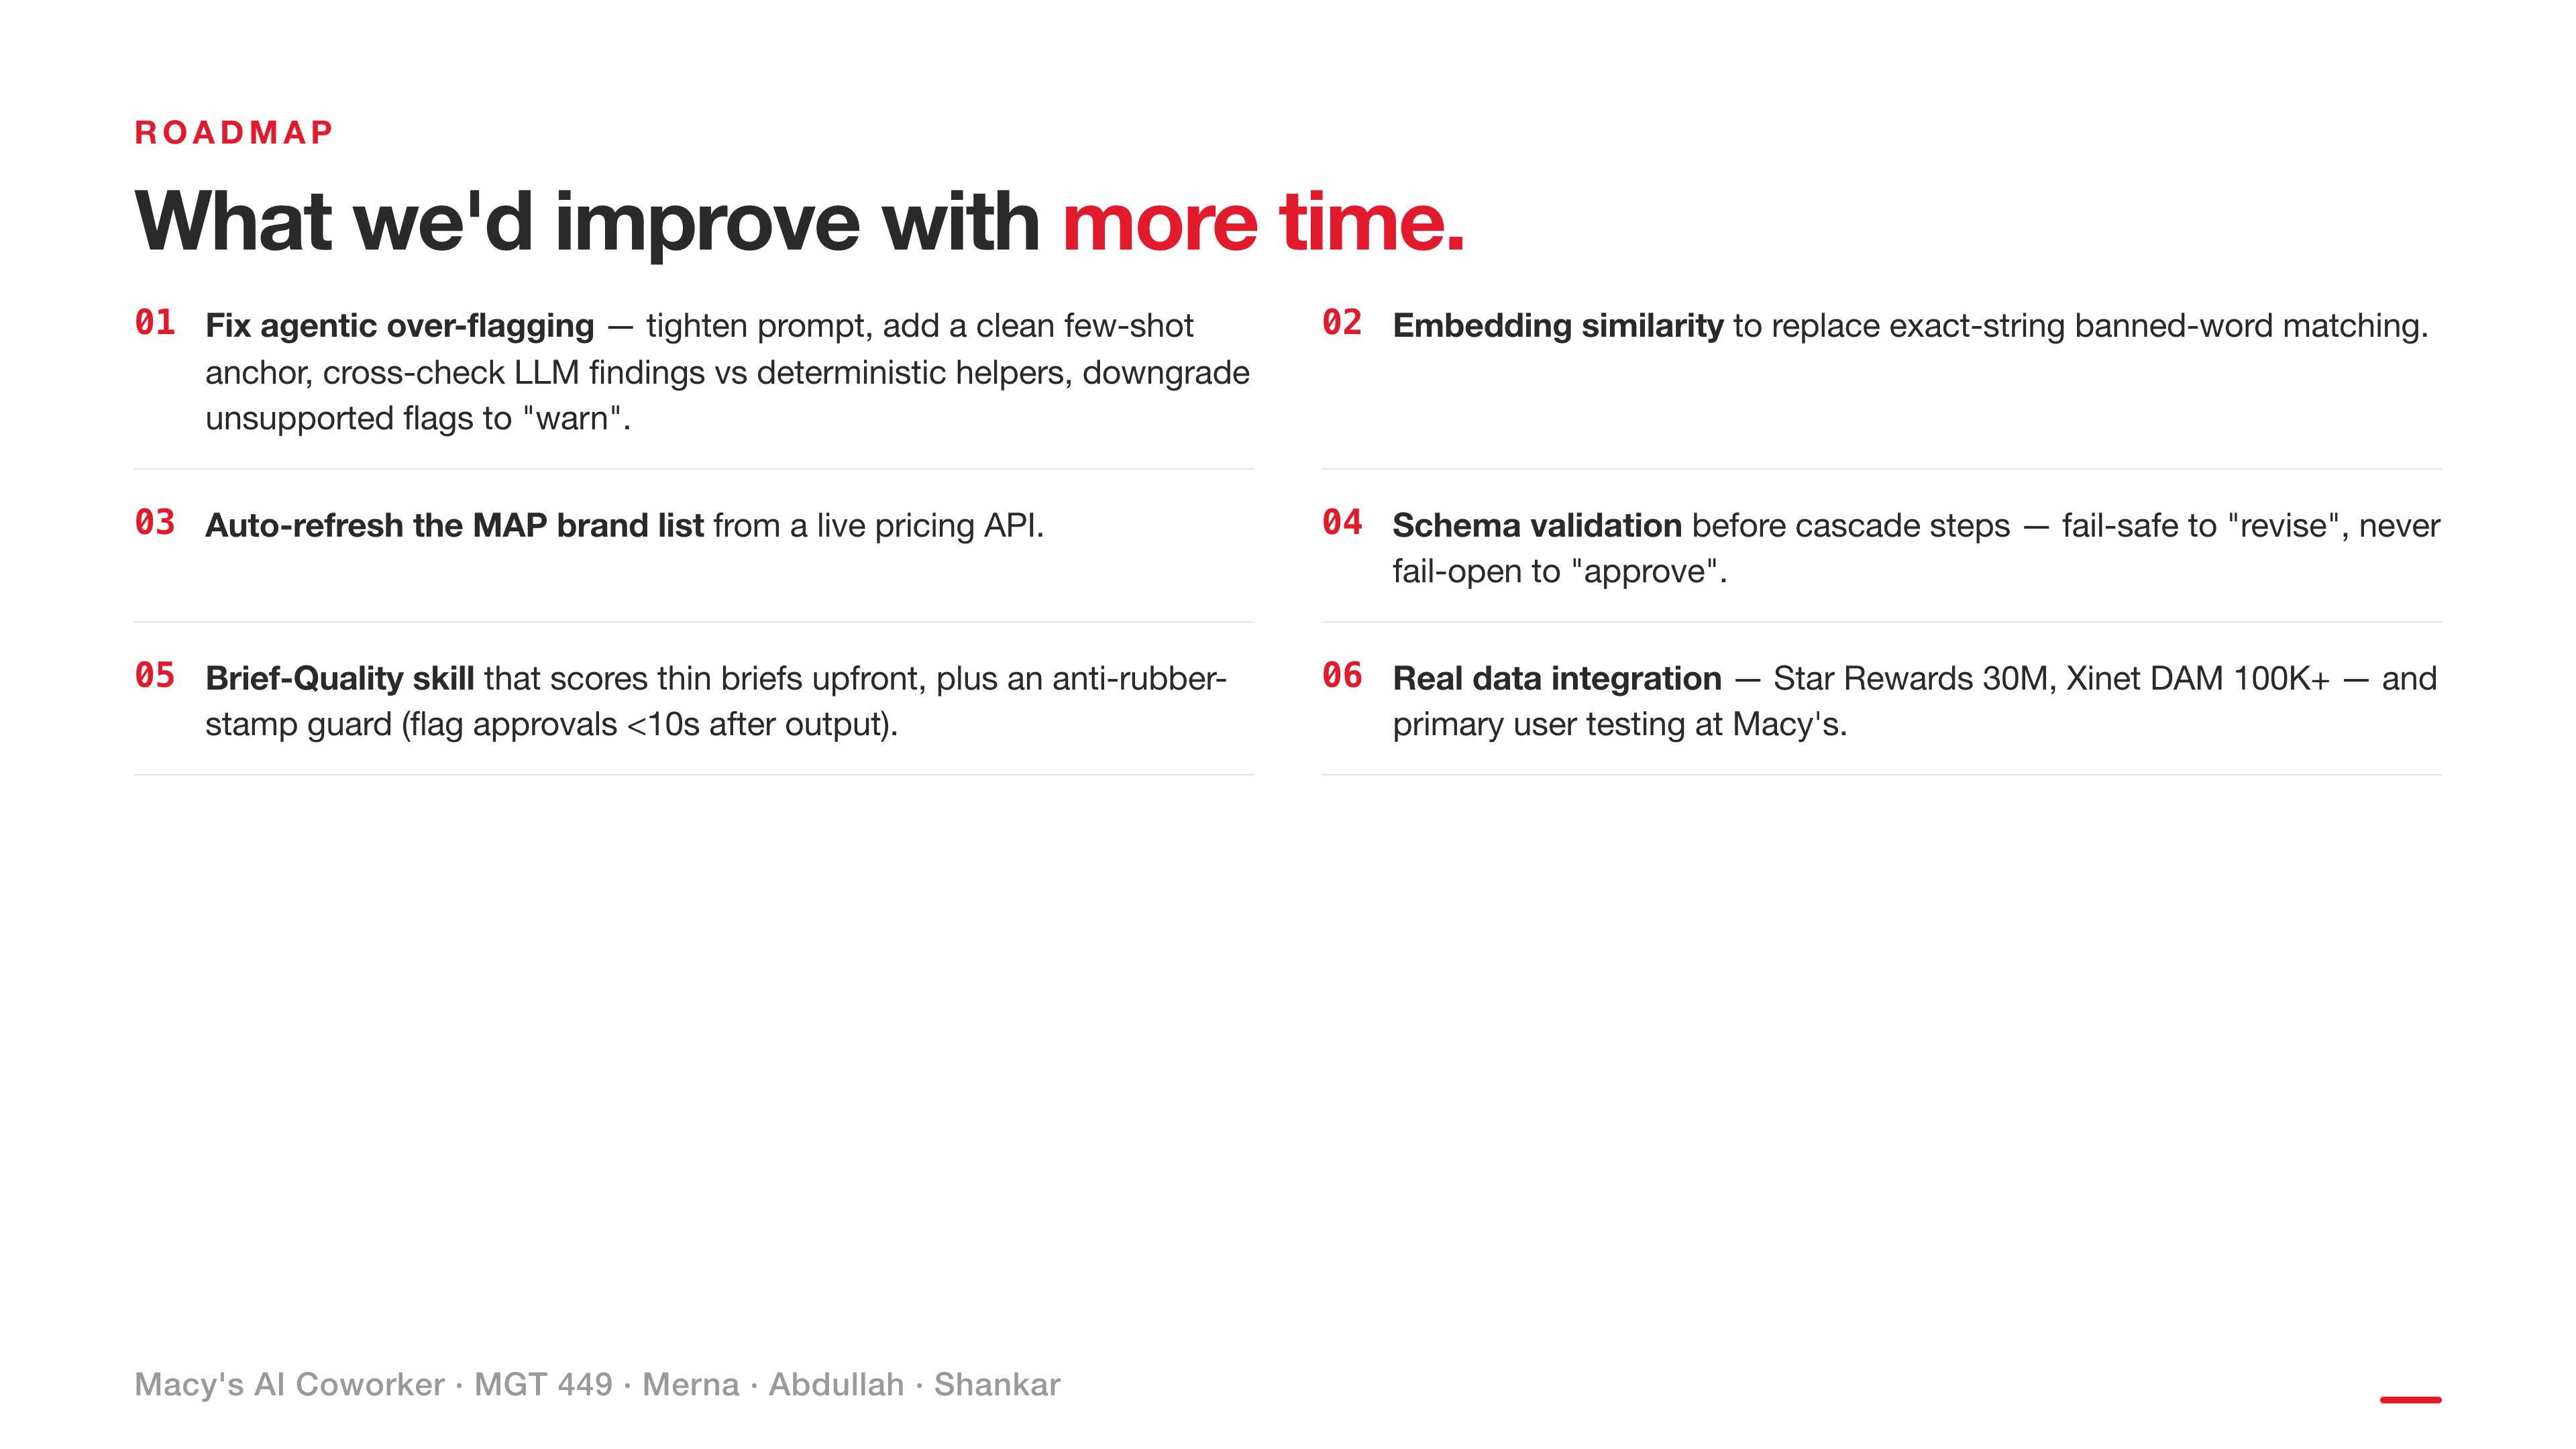 ROADMAP
What we'd improve with more time.
01 Fix agentic over-flagging — tighten prompt, add a clean few-shot
anchor, cross-check LLM findings vs deterministic helpers, downgrade
unsupported flags to "warn".
02 Embedding similarity to replace exact-string banned-word matching.
03 Auto-refresh the MAP brand list from a live pricing API.
04 Schema validation before cascade steps — fail-safe to "revise", never
fail-open to "approve".
05 Brief-Quality skill that scores thin briefs upfront, plus an anti-rubber-
stamp guard (flag approvals <10s after output).
06 Real data integration — Star Rewards 30M, Xinet DAM 100K+ — and
primary user testing at Macy's.
Macy's AI Coworker · MGT 449 · Merna · Abdullah · Shankar